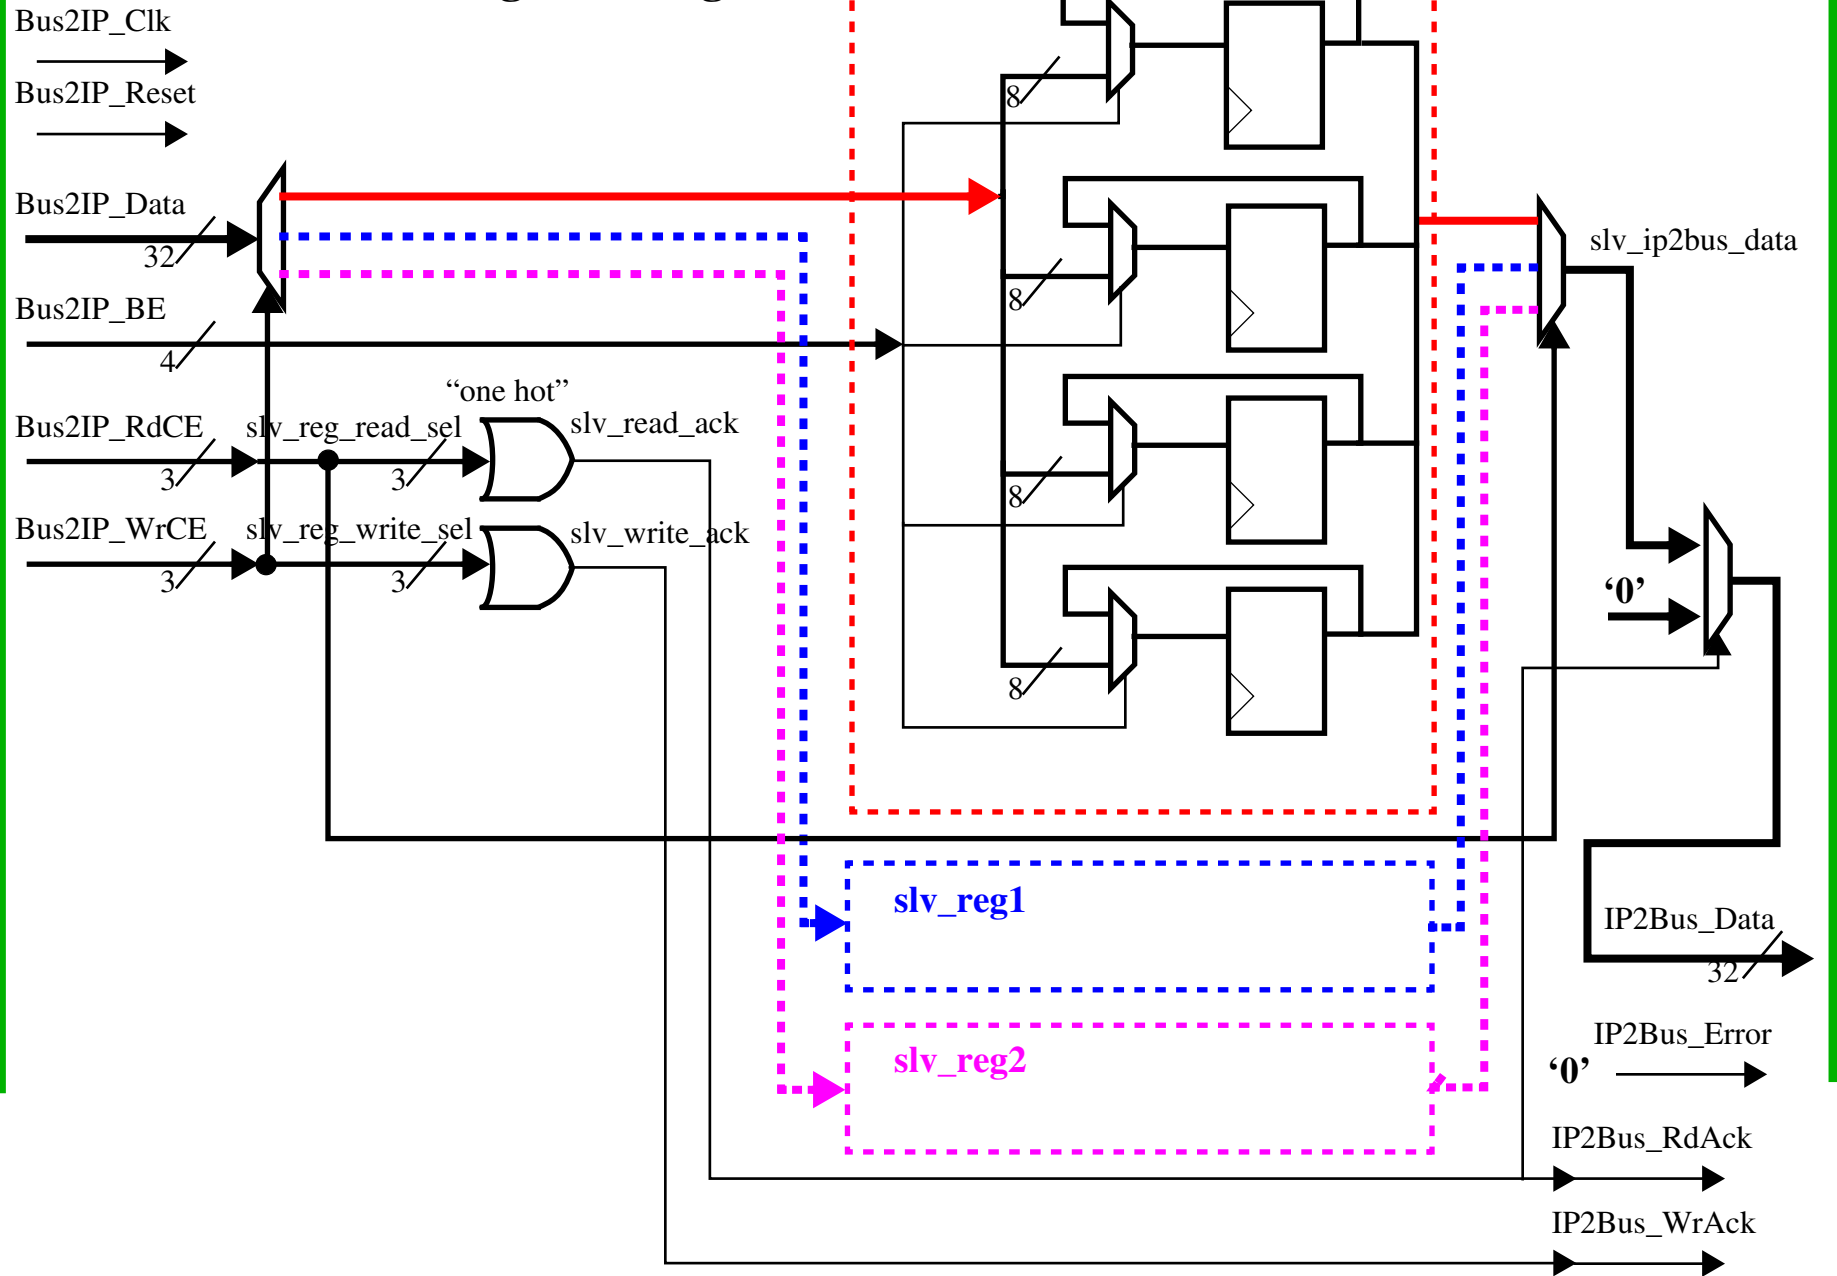 Bus2IP_Clk
Bus2IP_Reset
8
Bus2IP_Data
32
slv_ip2bus_data
8
Bus2IP_BE
4
“one hot”
Bus2IP_RdCE
slv_reg_read_sel
slv_read_ack
3
3
8
Bus2IP_WrCE
slv_reg_write_sel
slv_write_ack
3
3
‘0’
8
slv_reg1
IP2Bus_Data
32
IP2Bus_Error
slv_reg2
‘0’
IP2Bus_RdAck
IP2Bus_WrAck